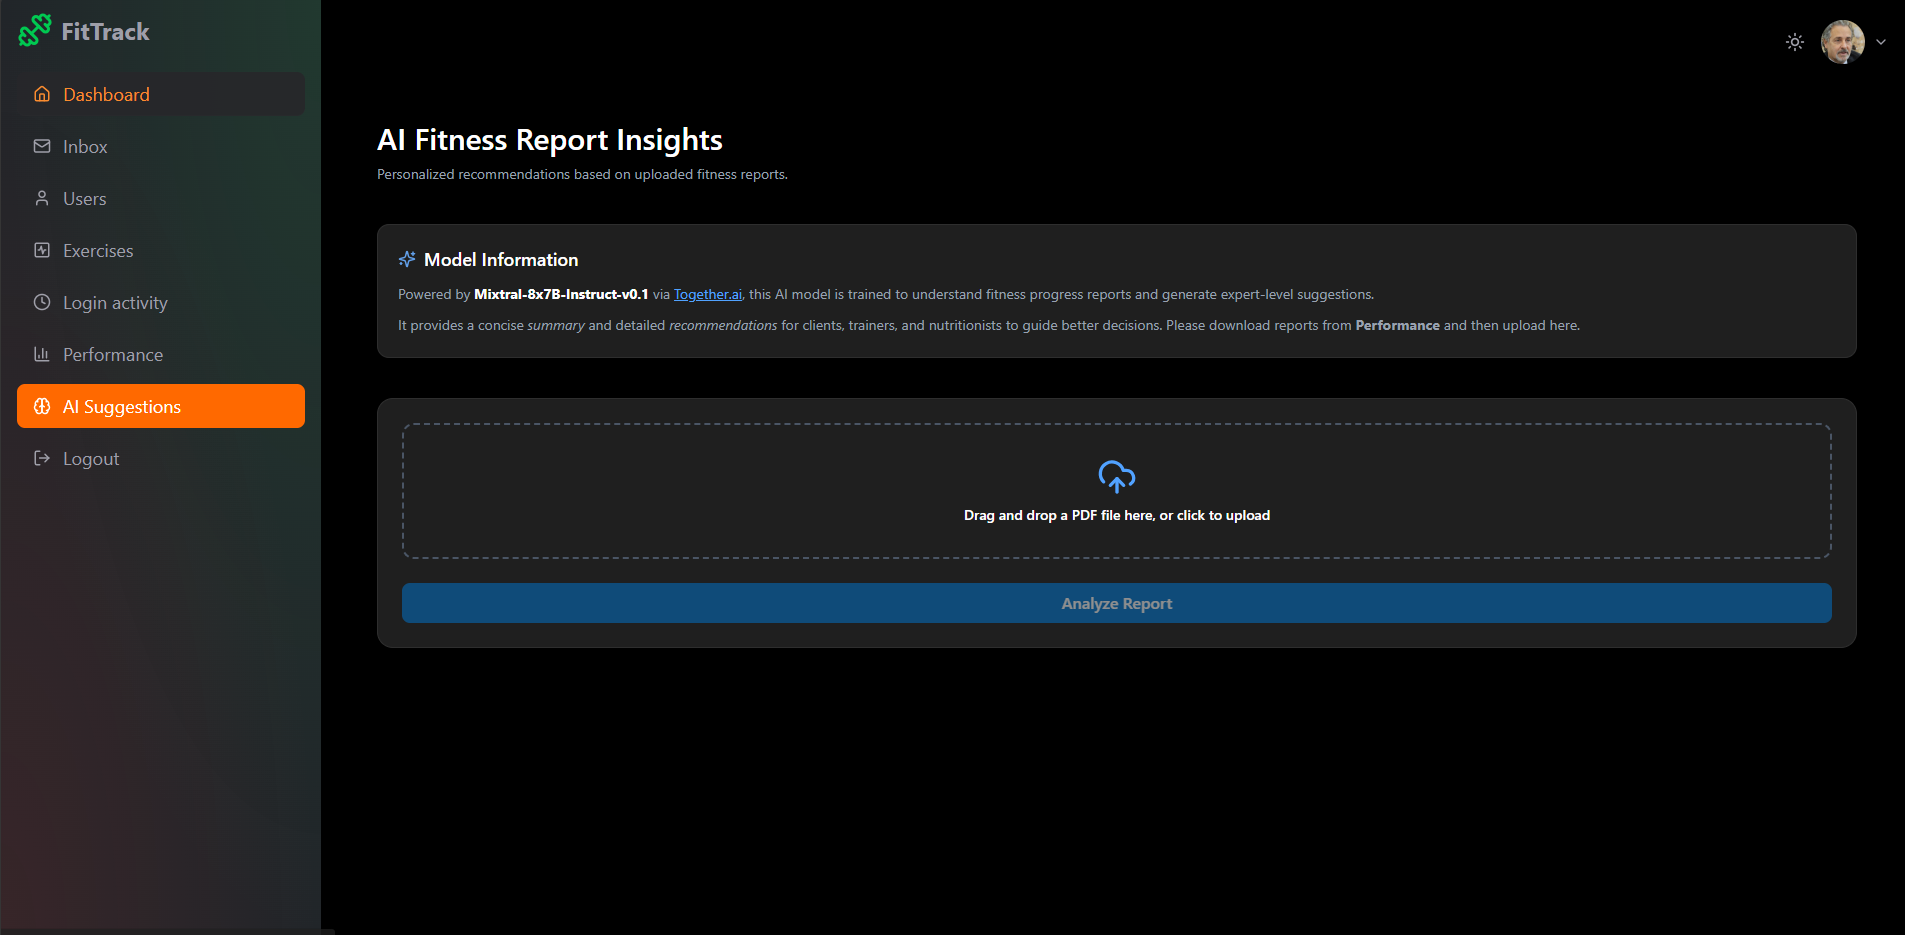 FitTrack
Dashboard
Inbox
Users
Exercises
Login activity
Performance
AI Suggestions
Logout
AI Fitness Report Insights
Personalized recommendations based on uploaded fitness reports.
Model Information
Powered by Mixtral-8x7B-Instruct-v0.1 via Together.ai, this AI model is trained to understand fitness progress reports and generate expert-level suggestions.
It provides a concise summary and detailed recommendations for clients, trainers, and nutritionists to guide better decisions. Please download reports from Performance and then upload here.
Drag and drop a PDF file here, or click to upload
Analyze Report